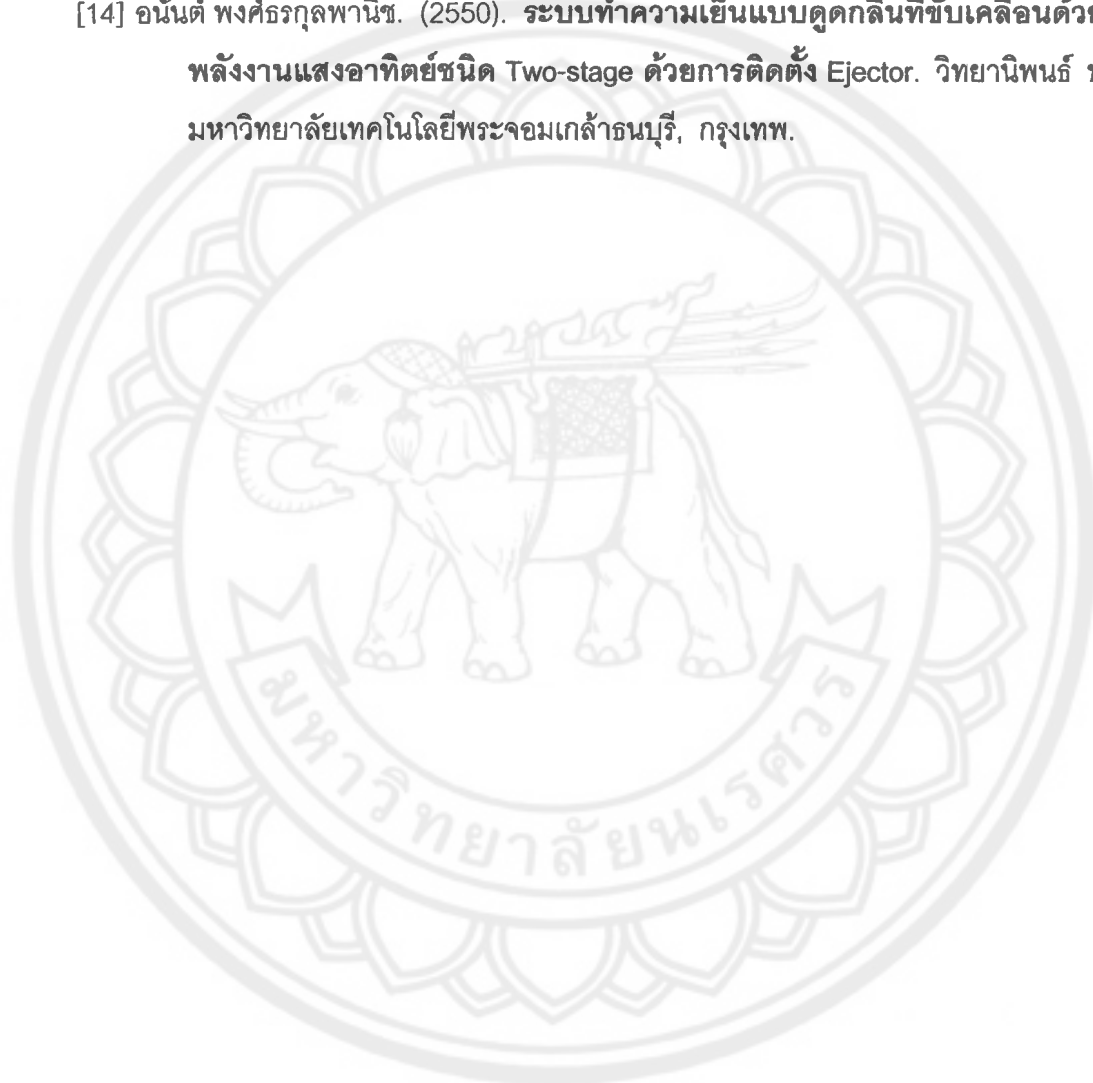 [14] อนันต์ พงศ์ธรกุลพานิช. (2550). ระบบทำความเย็นแบบดูดกลืนที่ขับเคลื่อนด้วย
พลังงานแสงอาทิตย์ชนิด Two-stage ด้วยการติดตั้ง Ejector. วิทยานิพนธ์
มหาวิทยาลัยเทคโนโลยีพระจอมเกล้าธนบุรี, กรุงเทพ.
มหาวิทยาลัยนเรศวร